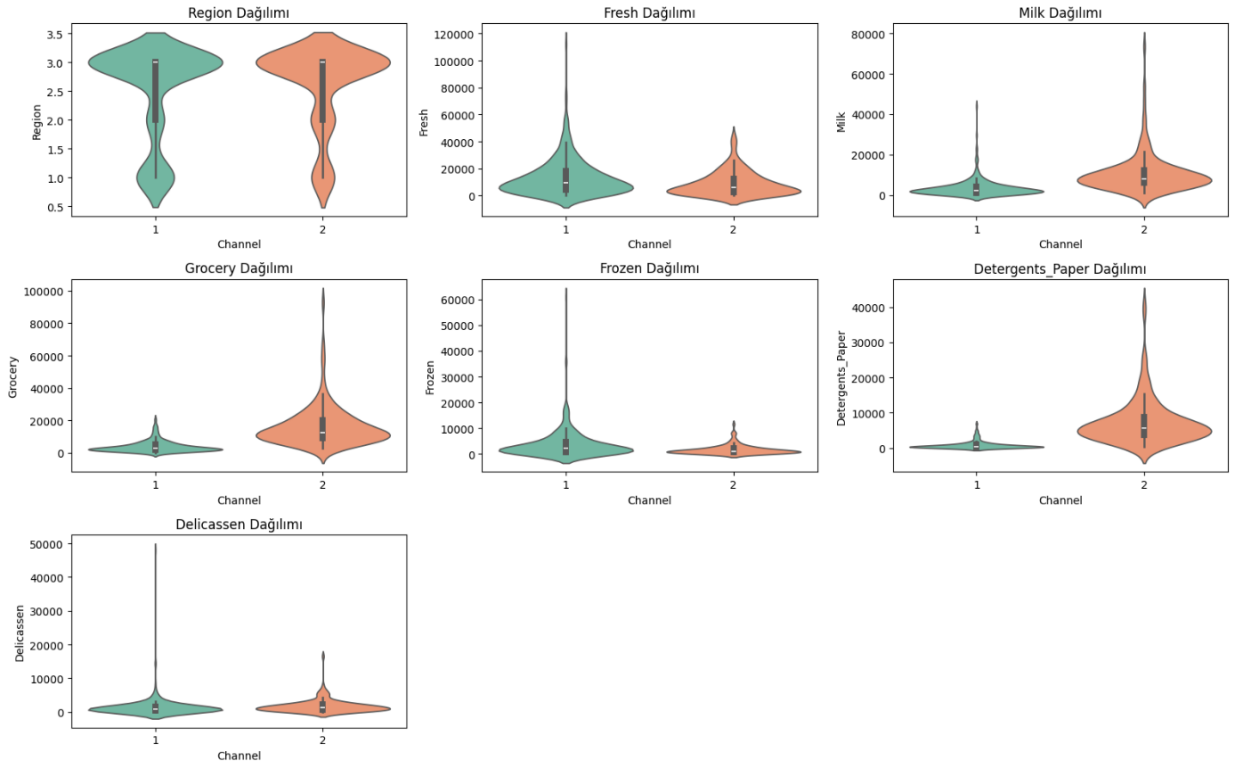 Region Dağılımı
3.5
3.0
2.5
2.0
1.5
1.0
0.5
Region
1
2
Channel
Fresh Dağılımı
120000
100000
80000
60000
40000
20000
0
Fresh
1
2
Channel
Milk Dağılımı
80000
60000
40000
20000
0
Milk
1
2
Channel
Grocery Dağılımı
100000
80000
60000
40000
20000
0
Grocery
1
2
Channel
Frozen Dağılımı
60000
50000
40000
30000
20000
10000
0
Frozen
1
2
Channel
Detergents_Paper Dağılımı
40000
30000
20000
10000
0
Detergents_Paper
1
2
Channel
Delicassen Dağılımı
50000
40000
30000
20000
10000
0
Delicassen
1
2
Channel